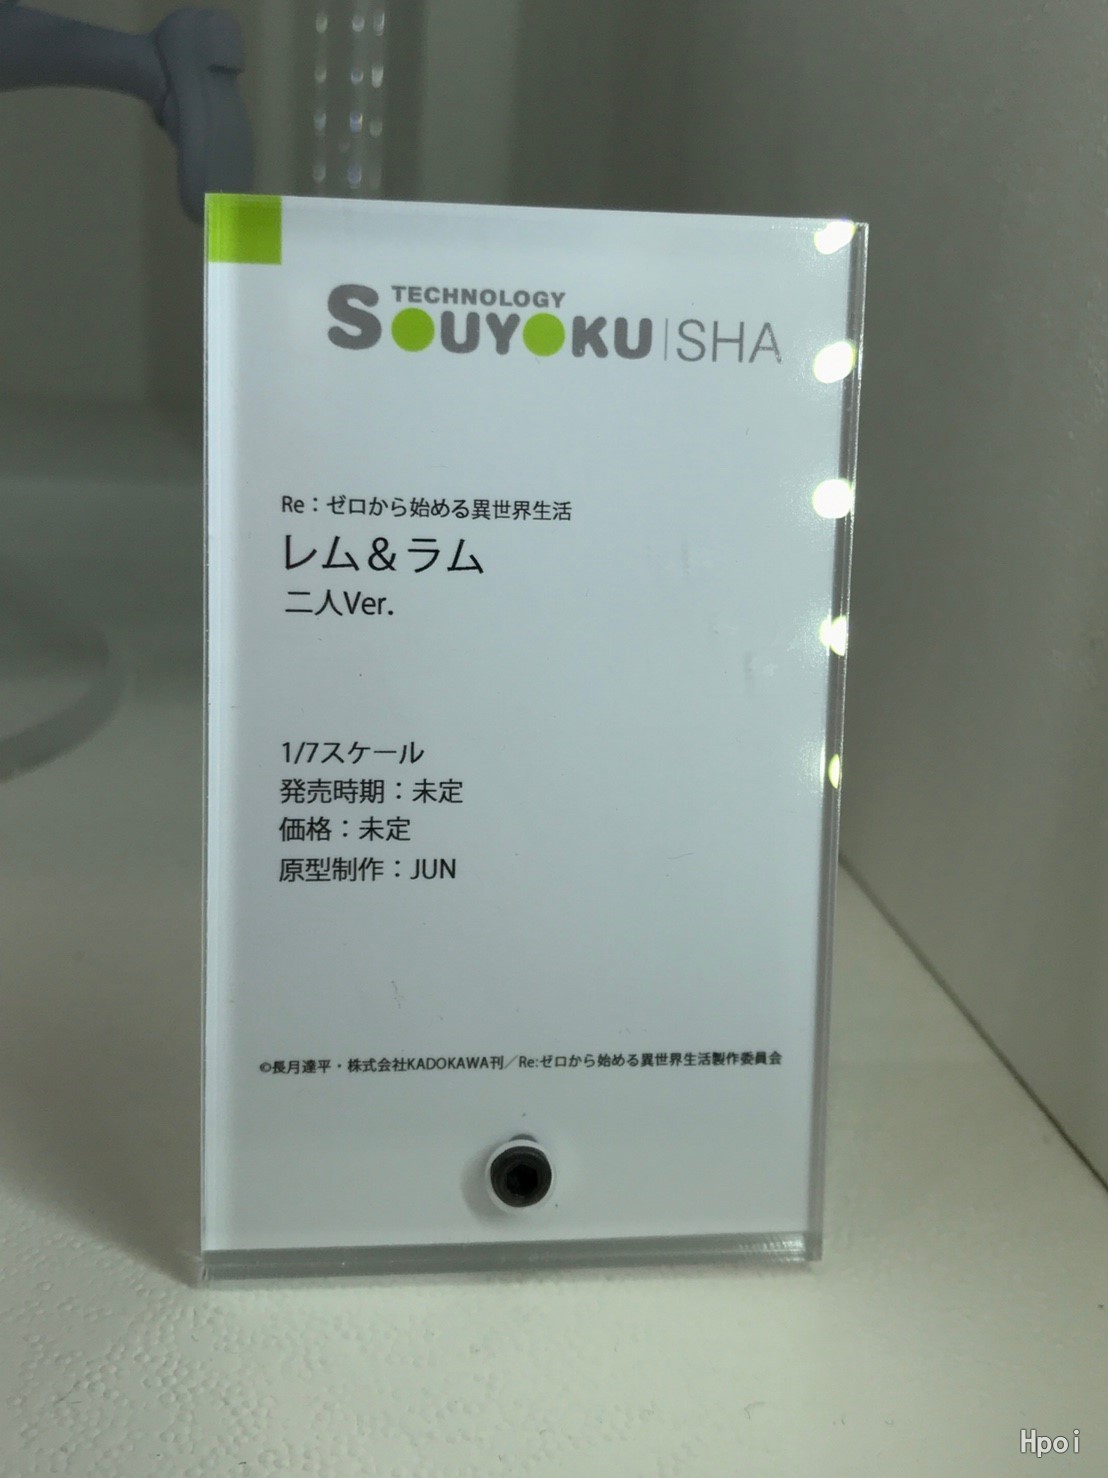 TECHNOLOGY
SOUYOKU|SHA
Re：ゼロから始める異世界生活
レム＆ラム
二人Ver.
1/7スケール
発売時期：未定
価格：未定
原型制作：JUN
©長月達平・株式会社KADOKAWA刊／Re:ゼロから始める異世界生活製作委員会
Hpoi